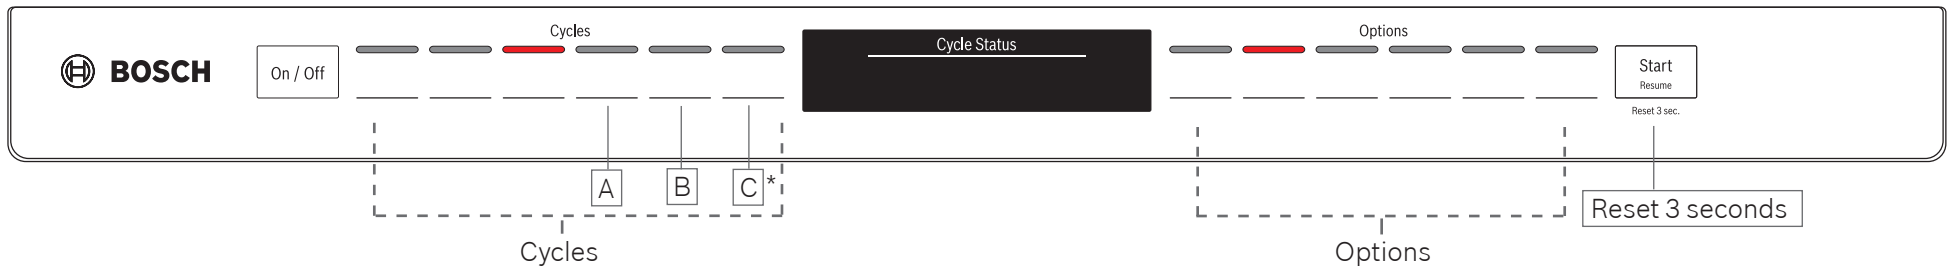 Cycles
Cycle Status
Options
BOSCH
On / Off
Start
Resume
Reset 3 sec.
A
B
C *
Reset 3 seconds
Cycles
Options